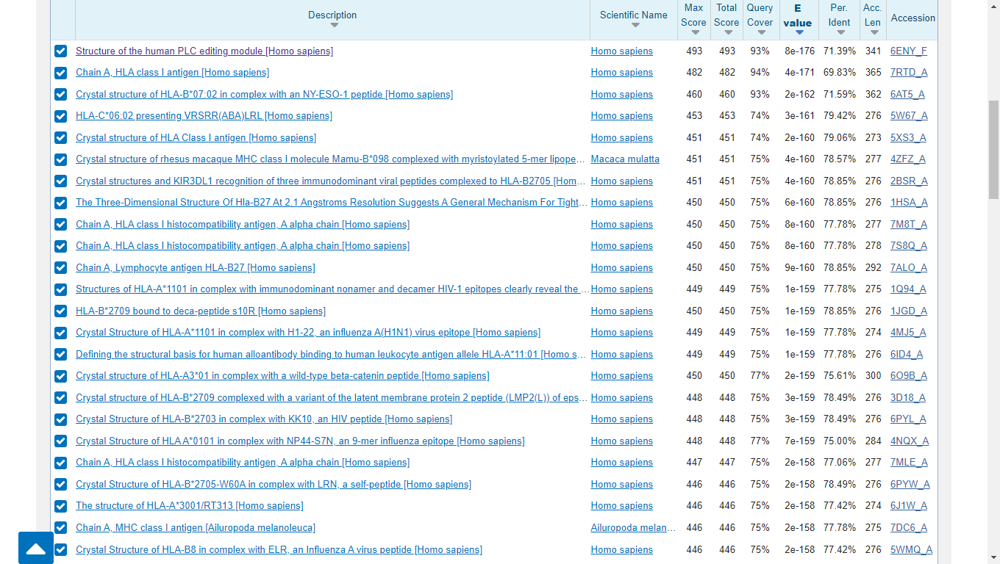 Description Scientific Name Max Score Total Score Query Cover E value Per. Ident Acc. Len Accession
Structure of the human PLC editing module [Homo sapiens] Homo sapiens 493 493 93% 8e-176 71.39% 341 6ENY_F
Chain A, HLA class I antigen [Homo sapiens] Homo sapiens 482 482 94% 4e-171 69.83% 365 7RTD_A
Crystal structure of HLA-B*07:02 in complex with an NY-ESO-1 peptide [Homo sapiens] Homo sapiens 460 460 93% 2e-162 71.59% 362 6AT5_A
HLA-C*06:02 presenting VRSRR(ABA)LRL [Homo sapiens] Homo sapiens 453 453 74% 3e-161 79.42% 276 5W67_A
Crystal structure of HLA Class I antigen [Homo sapiens] Homo sapiens 451 451 74% 2e-160 79.06% 273 5XS3_A
Crystal structure of rhesus macaque MHC class I molecule Mamu-B*098 complexed with myristoylated 5-mer lipope... Macaca mulatta 451 451 75% 4e-160 78.57% 277 4ZFZ_A
Crystal structures and KIR3DL1 recognition of three immunodominant viral peptides complexed to HLA-B2705 [Hom... Homo sapiens 451 451 75% 4e-160 78.85% 276 2BSR_A
The Three-Dimensional Structure Of Hla-B27 At 2.1 Angstroms Resolution Suggests A General Mechanism For Tight... Homo sapiens 450 450 75% 6e-160 78.85% 276 1HSA_A
Chain A, HLA class I histocompatibility antigen, A alpha chain [Homo sapiens] Homo sapiens 450 450 75% 8e-160 77.78% 277 7M8T_A
Chain A, HLA class I histocompatibility antigen, A alpha chain [Homo sapiens] Homo sapiens 450 450 75% 8e-160 77.78% 278 7S8Q_A
Chain A, Lymphocyte antigen HLA-B27 [Homo sapiens] Homo sapiens 450 450 75% 9e-160 78.85% 292 7ALO_A
Structures of HLA-A*1101 in complex with immunodominant nonamer and decamer HIV-1 epitopes clearly reveal the ... Homo sapiens 449 449 75% 1e-159 77.78% 275 1Q94_A
HLA-B*2709 bound to deca-peptide s10R [Homo sapiens] Homo sapiens 450 450 75% 1e-159 78.85% 276 1JGD_A
Crystal Structure of HLA-A*1101 in complex with H1-22, an influenza A(H1N1) virus epitope [Homo sapiens] Homo sapiens 449 449 75% 1e-159 77.78% 274 4MJ5_A
Defining the structural basis for human alloantibody binding to human leukocyte antigen allele HLA-A*11:01 [Homo s... Homo sapiens 449 449 75% 1e-159 77.78% 276 6ID4_A
Crystal structure of HLA-A3*01 in complex with a wild-type beta-catenin peptide [Homo sapiens] Homo sapiens 450 450 77% 2e-159 75.61% 300 6O9B_A
Crystal structure of HLA-B*2709 complexed with a variant of the latent membrane protein 2 peptide (LMP2(L)) of eps... Homo sapiens 448 448 75% 3e-159 78.49% 276 3D18_A
Crystal Structure of HLA-B*2703 in complex with KK10, an HIV peptide [Homo sapiens] Homo sapiens 448 448 75% 3e-159 78.49% 276 6PYL_A
Crystal Structure of HLA A*0101 in complex with NP44-S7N, an 9-mer influenza epitope [Homo sapiens] Homo sapiens 448 448 77% 7e-159 75.00% 284 4NQX_A
Chain A, HLA class I histocompatibility antigen, A alpha chain [Homo sapiens] Homo sapiens 447 447 75% 2e-158 77.06% 277 7MLE_A
Crystal Structure of HLA-B*2705-W60A in complex with LRN, a self-peptide [Homo sapiens] Homo sapiens 446 446 75% 2e-158 78.49% 276 6PYW_A
The structure of HLA-A*3001/RT313 [Homo sapiens] Homo sapiens 446 446 75% 2e-158 77.42% 274 6J1W_A
Chain A, MHC class I antigen [Ailuropoda melanoleuca] Ailuropoda melan... 446 446 75% 2e-158 77.78% 275 7DC6_A
Crystal Structure of HLA-B8 in complex with ELR, an Influenza A virus peptide [Homo sapiens] Homo sapiens 446 446 75% 2e-158 77.42% 276 5WMQ_A